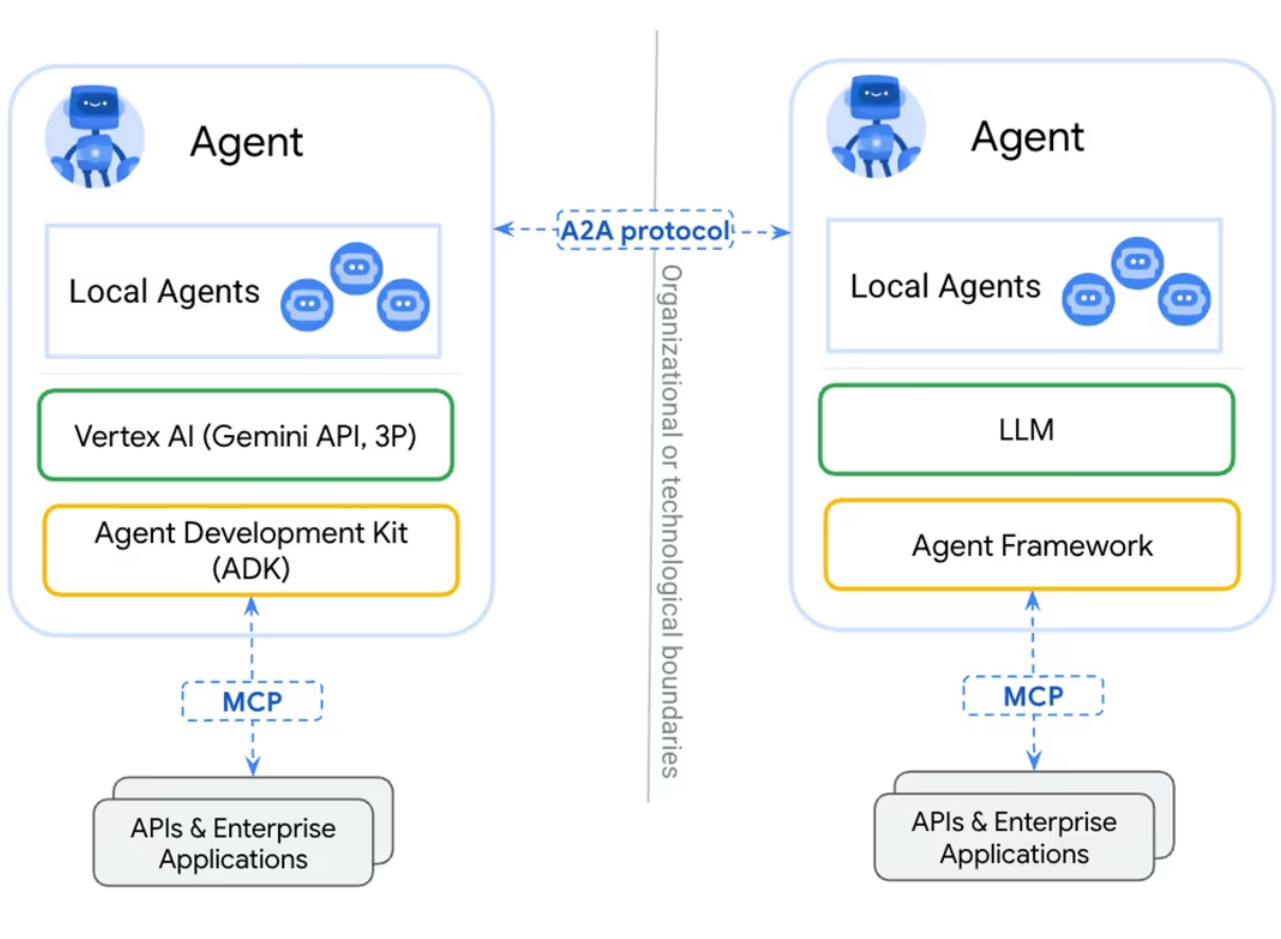 Agent
Local Agents
Vertex AI (Gemini API, 3P)
Agent Development Kit
(ADK)
MCP
APIs & Enterprise
Applications
A2A protocol
Organizational or technological boundaries
Agent
Local Agents
LLM
Agent Framework
MCP
APIs & Enterprise
Applications